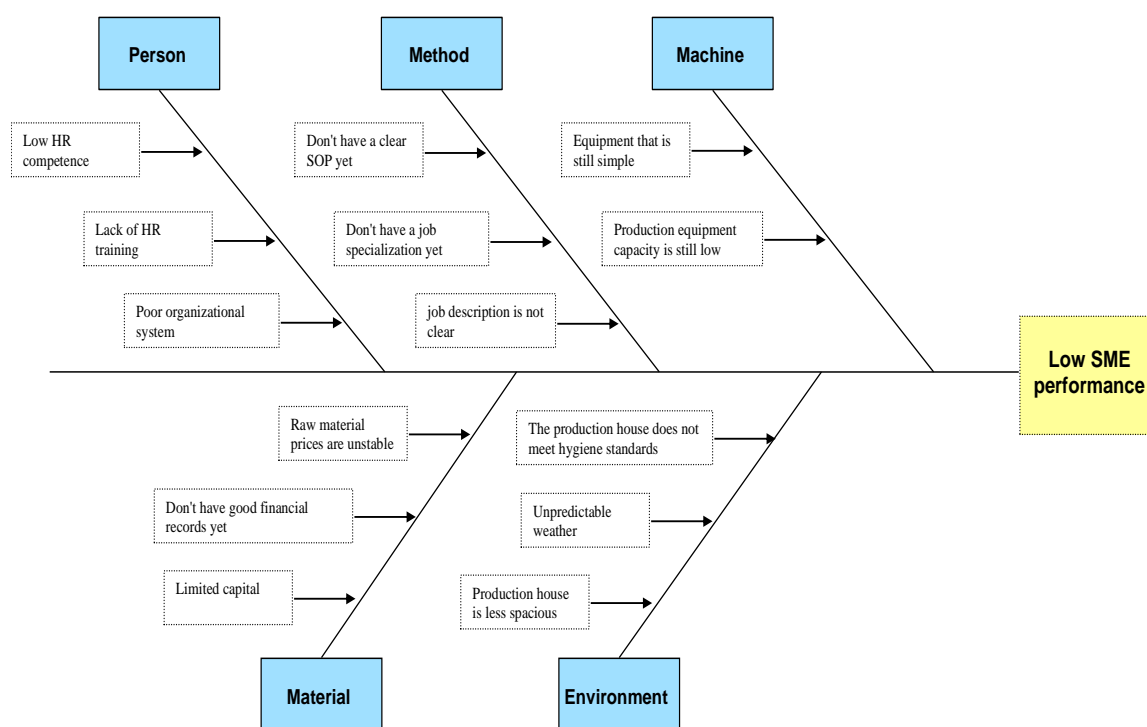 Person
Method
Machine
Low HR
competence
Don't have a clear
SOP yet
Equipment that is
still simple
Lack of HR
training
Don't have a job
specialization yet
Production equipment
capacity is still low
Poor organizational
system
job description is not
clear
Low SME
performance
Raw material
prices are unstable
The production house does not
meet hygiene standards
Don't have good financial
records yet
Unpredictable
weather
Limited capital
Production house
is less spacious
Material
Environment